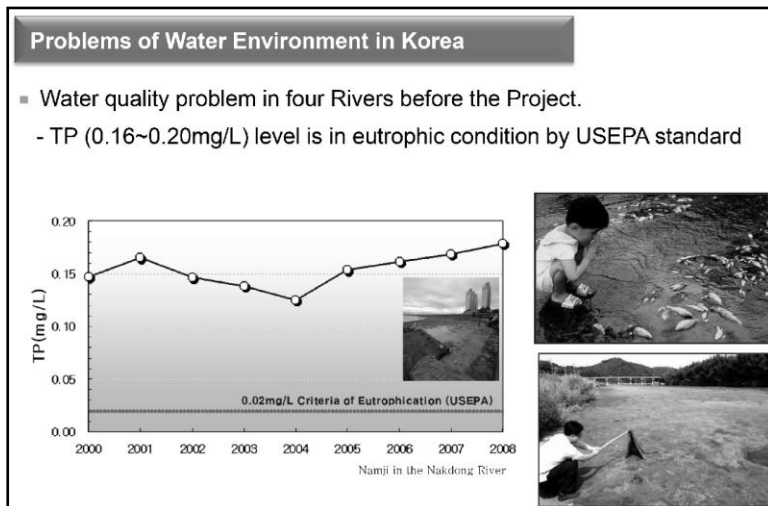 Problems of Water Environment in Korea
Water quality problem in four Rivers before the Project.
- TP (0.16~0.20mg/L) level is in eutrophic condition by USEPA standard
0.20
0.15
0.10
0.05
0.00
TP(mg/L)
0.02mg/L Criteria of Eutrophication (USEPA)
2000 2001 2002 2003 2004 2005 2006 2007 2008
Namji in the Nakdong River